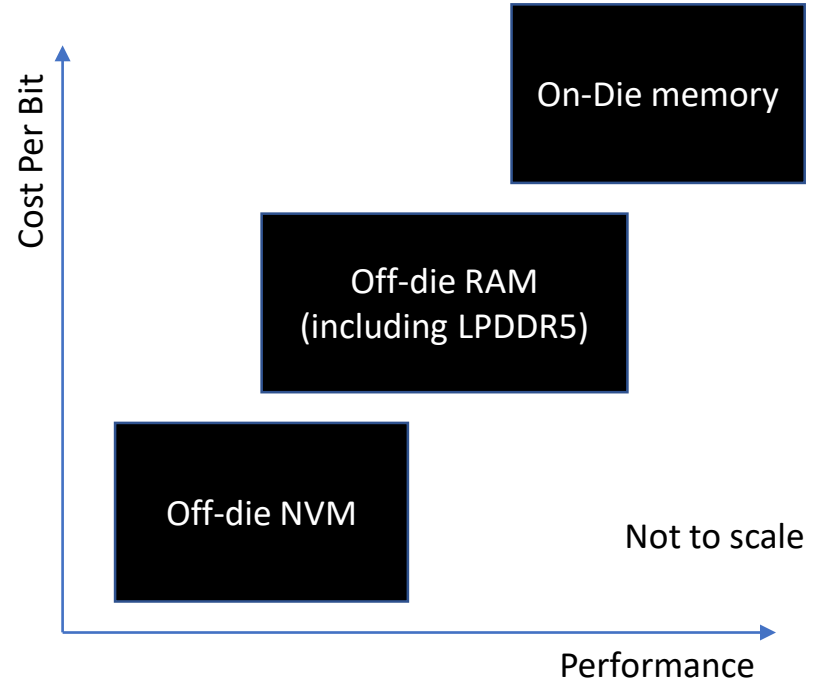 Cost Per Bit
On-Die memory
Off-die RAM
(including LPDDR5)
Off-die NVM
Not to scale
Performance